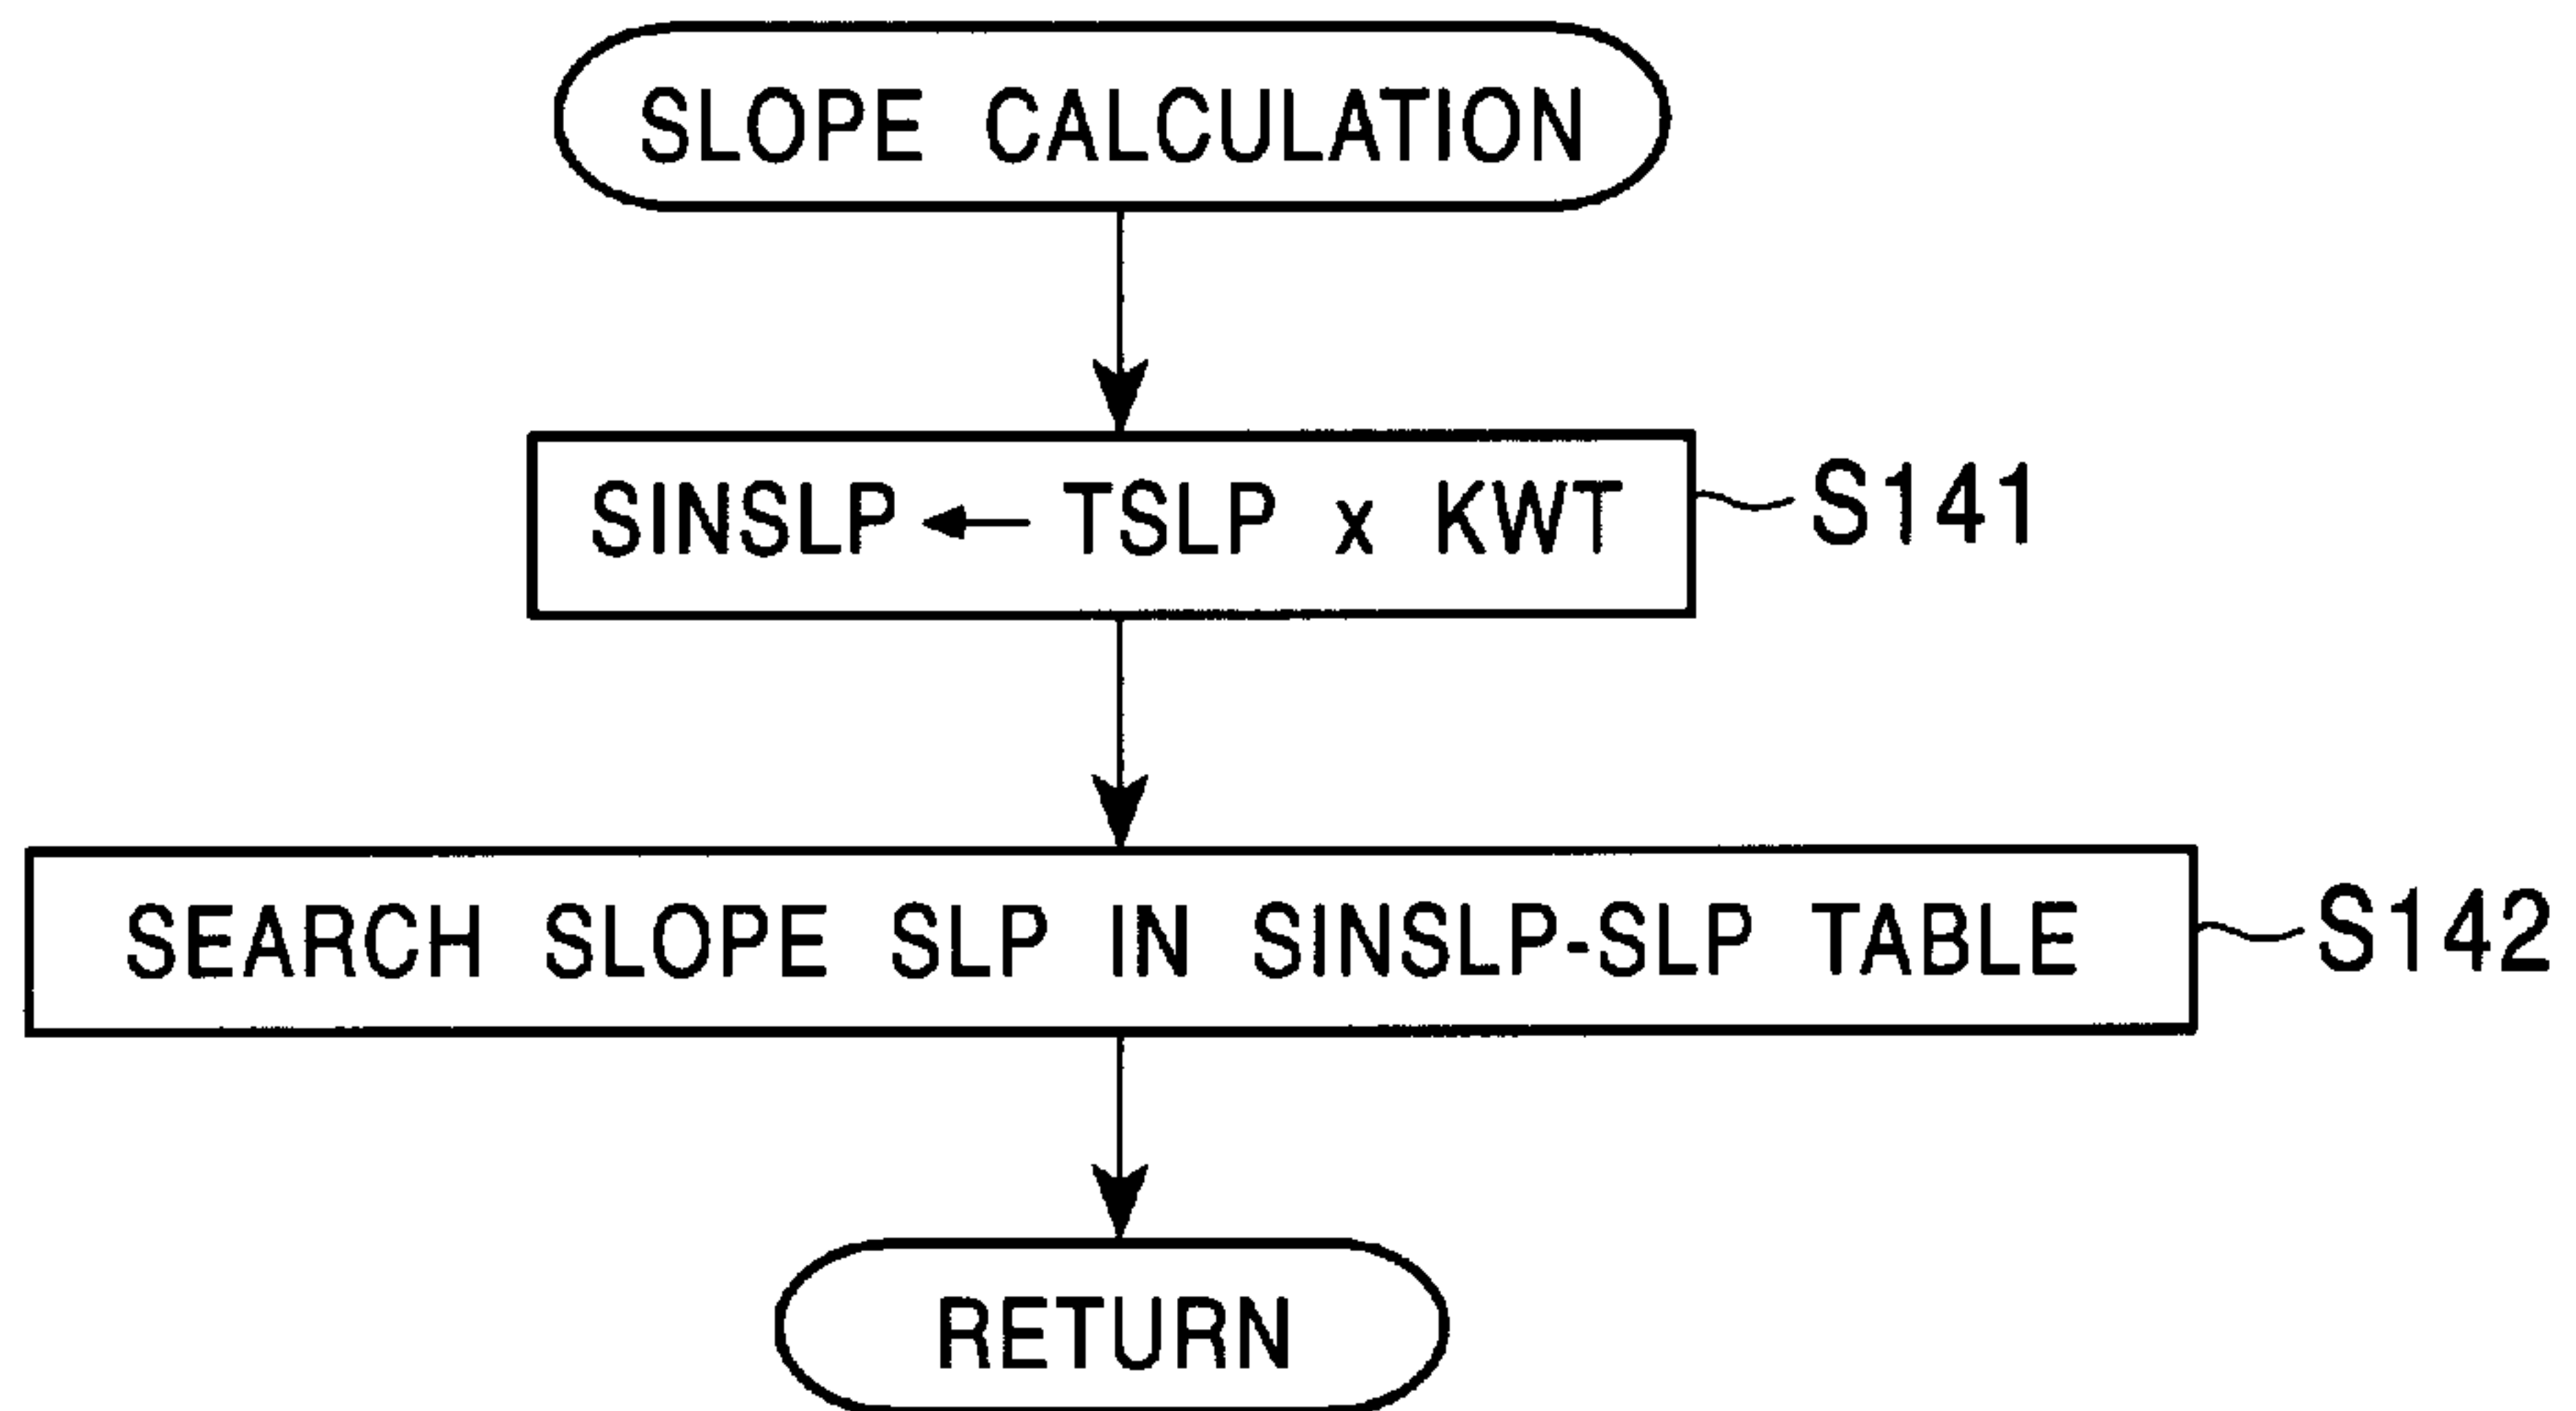 SLOPE CALCULATION
SINSLP ← TSLP x KWT
S141
SEARCH SLOPE SLP IN SINSLP-SLP TABLE
S142
RETURN